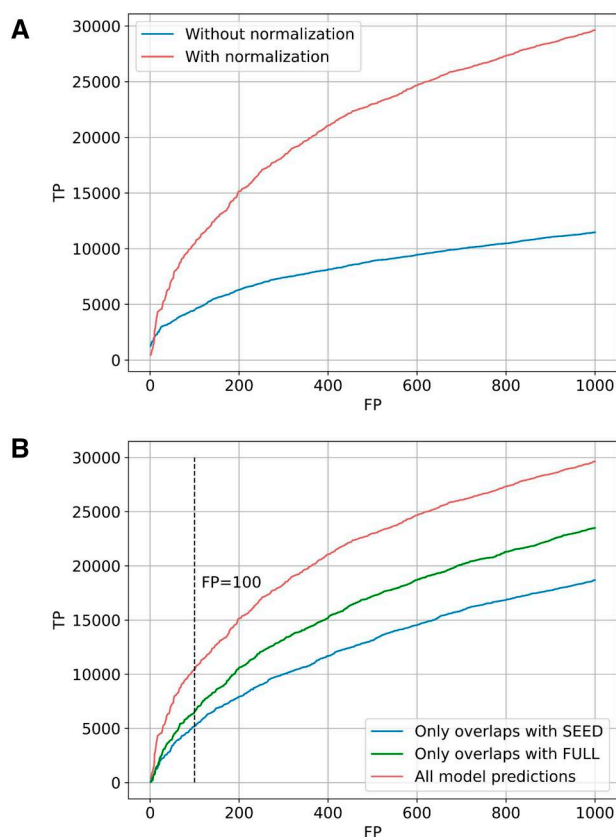 A
Without normalization
With normalization
30000
25000
20000
15000
10000
5000
0
TP
0 200 400 600 800 1000
FP
B
30000
25000
20000
15000
10000
5000
0
TP
FP=100
Only overlaps with SEED
Only overlaps with FULL
All model predictions
0 200 400 600 800 1000
FP